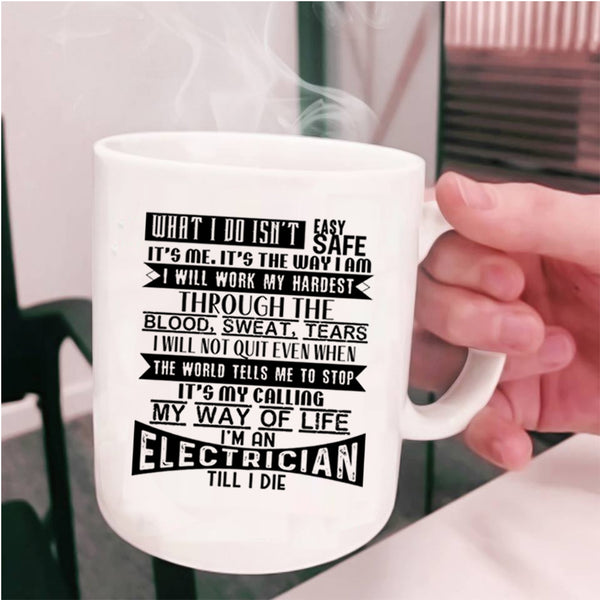 WHAT I DO ISN'T EASY SAFE
IT'S ME. IT'S THE WAY I AM
I WILL WORK MY HARDEST
THROUGH THE
BLOOD, SWEAT, TEARS
I WILL NOT QUIT EVEN WHEN
THE WORLD TELLS ME TO STOP
IT'S MY CALLING
MY WAY OF LIFE
I'M AN
ELECTRICIAN
TILL I DIE